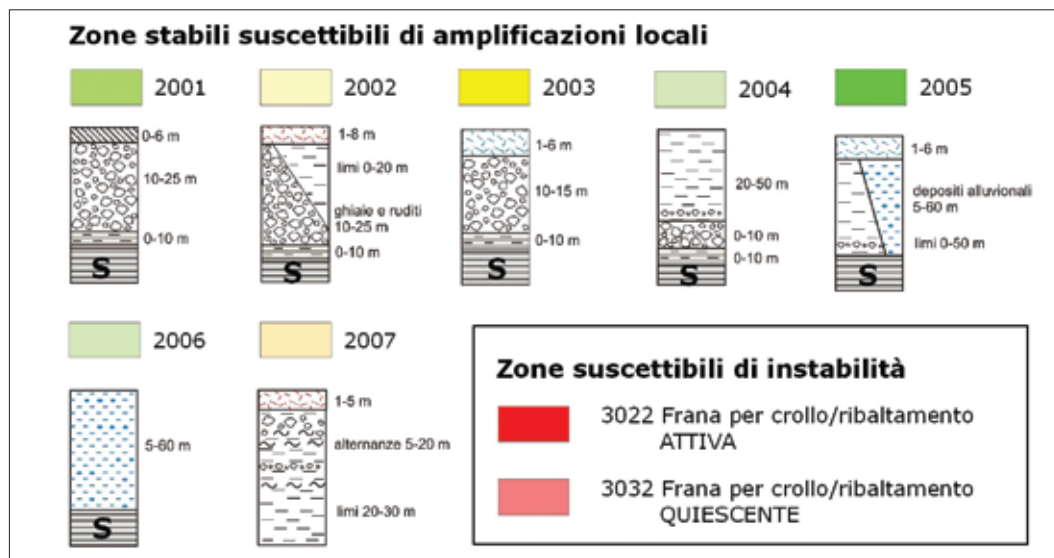 Zone stabili suscettibili di amplificazioni locali
2001
0-6 m
10-25 m
0-10 m
S
2002
1-8 m
limi 0-20 m
ghiaie e ruditi
10-25 m
0-10 m
S
2003
1-6 m
10-15 m
0-10 m
S
2004
20-50 m
0-10 m
0-10 m
S
2005
1-6 m
depositi alluvionali
5-60 m
limi 0-50 m
S
2006
5-60 m
S
2007
1-5 m
alternanze 5-20 m
limi 20-30 m
Zone suscettibili di instabilità
3022 Frana per crollo/ribaltamento
ATTIVA
3032 Frana per crollo/ribaltamento
QUIESCENTE